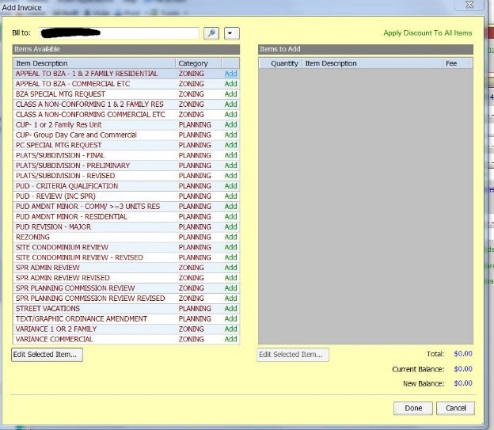 Add Invoice
Bill to:
Apply Discount To All Items
Items Available
Item Description Category
APPEAL TO BZA - 1 & 2 FAMILY RESIDENTIAL ZONING Add
APPEAL TO BZA - COMMERCIAL ETC ZONING Add
BZA SPECIAL MTG REQUEST ZONING Add
CLASS A NON-CONFORMING 1 & 2 FAMILY RES ZONING Add
CLASS A NON-CONFORMING COMMERCIAL ETC ZONING Add
CUP- 1 or 2 Family Res Unit PLANNING Add
CUP- Group Day Care and Commercial PLANNING Add
PC SPECIAL MTG REQUEST PLANNING Add
PLATS/SUBDIVISION - FINAL PLANNING Add
PLATS/SUBDIVISION - PRELIMINARY PLANNING Add
PLATS/SUBDIVISION - REVISED PLANNING Add
PUD - CRITERIA QUALIFICATION PLANNING Add
PUD - REVIEW (INC SPR) PLANNING Add
PUD AMDNT MINOR - COMM/ >=3 UNITS RES PLANNING Add
PUD AMDNT MINOR - RESIDENTIAL PLANNING Add
PUD REVISION - MAJOR PLANNING Add
REZONING PLANNING Add
SITE CONDOMINIUM REVIEW PLANNING Add
SITE CONDOMINIUM REVIEW - REVISED PLANNING Add
SPR ADMIN REVIEW ZONING Add
SPR ADMIN REVIEW REVISED ZONING Add
SPR PLANNING COMMISSION REVIEW ZONING Add
SPR PLANNING COMMISSION REVIEW REVISED ZONING Add
STREET VACATIONS PLANNING Add
TEXT/GRAPHIC ORDINANCE AMENDMENT PLANNING Add
VARIANCE 1 OR 2 FAMILY ZONING Add
VARIANCE COMMERCIAL ZONING Add
Edit Selected Item...
Items to Add
Quantity Item Description Fee
Edit Selected Item...
Total: $0.00
Current Balance: $0.00
New Balance: $0.00
Done Cancel